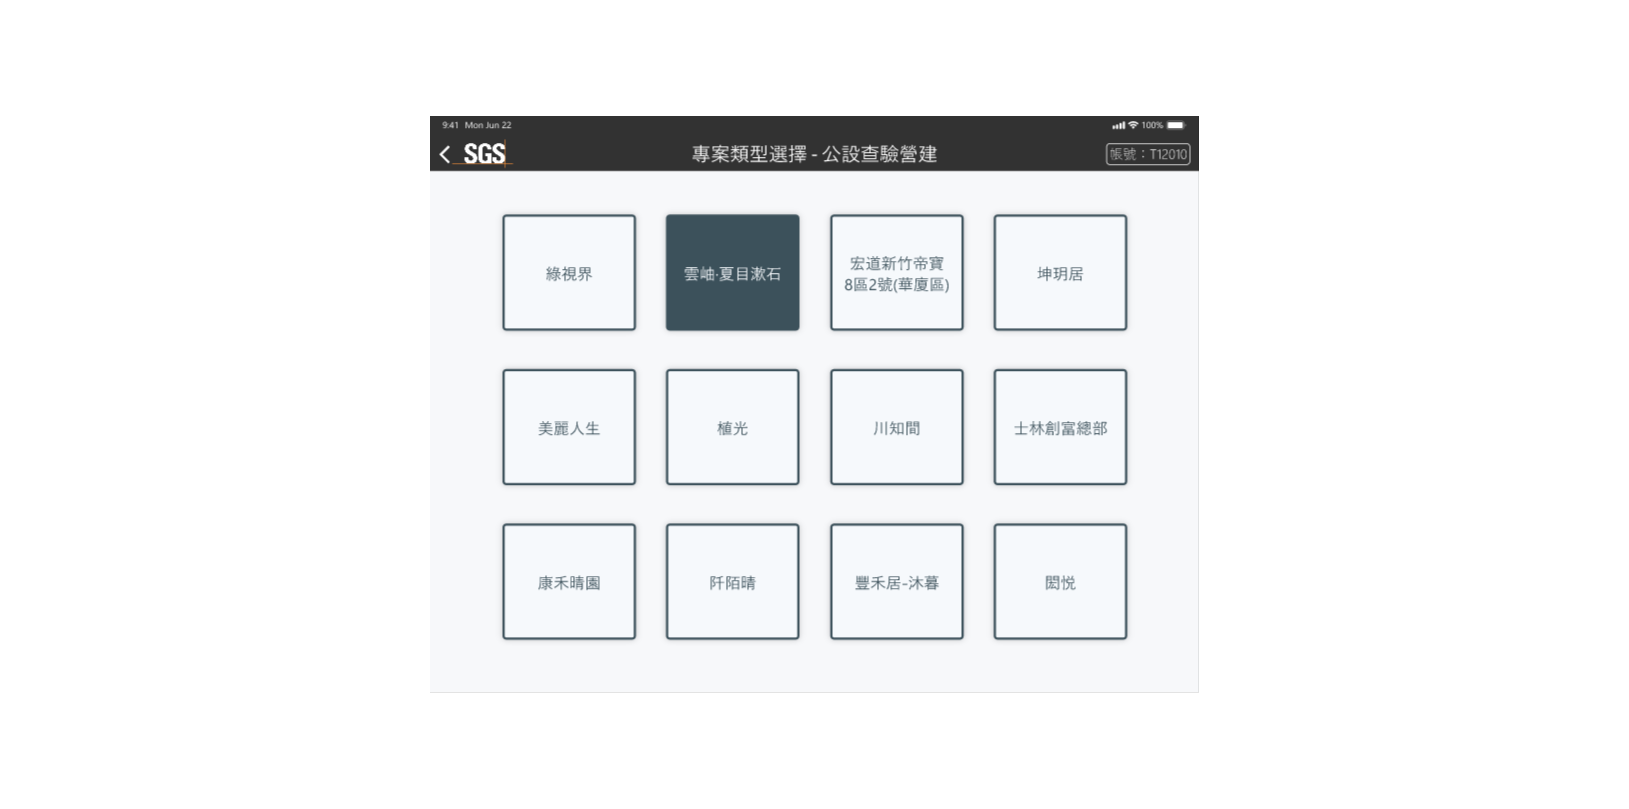 9:41 Mon Jun 22
100%
SGS
專案類型選擇 - 公設查驗營建
帳號：T12010
綠視界
雲岫·夏目漱石
宏道新竹帝寶
8區2號(華廈區)
坤玥居
美麗人生
植光
川知間
士林創富總部
康禾晴園
阡陌晴
豐禾居-沐暮
閎悦